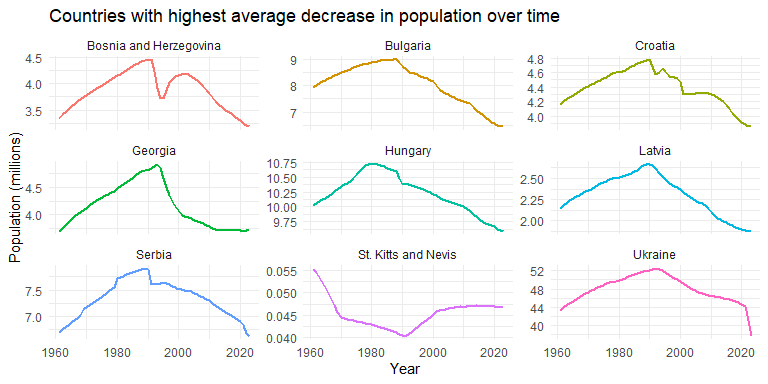 Countries with highest average decrease in population over time
Bosnia and Herzegovina
Bulgaria
Croatia
4.5
4.0
3.5
9
8
7
4.8
4.6
4.4
4.2
4.0
Georgia
Hungary
Latvia
4.5
4.0
10.75
10.50
10.25
10.00
9.75
2.50
2.25
2.00
Serbia
St. Kitts and Nevis
Ukraine
7.5
7.0
0.055
0.050
0.045
0.040
52
48
44
40
1960 1980 2000 2020
1960 1980 2000 2020
1960 1980 2000 2020
Year
Population (millions)